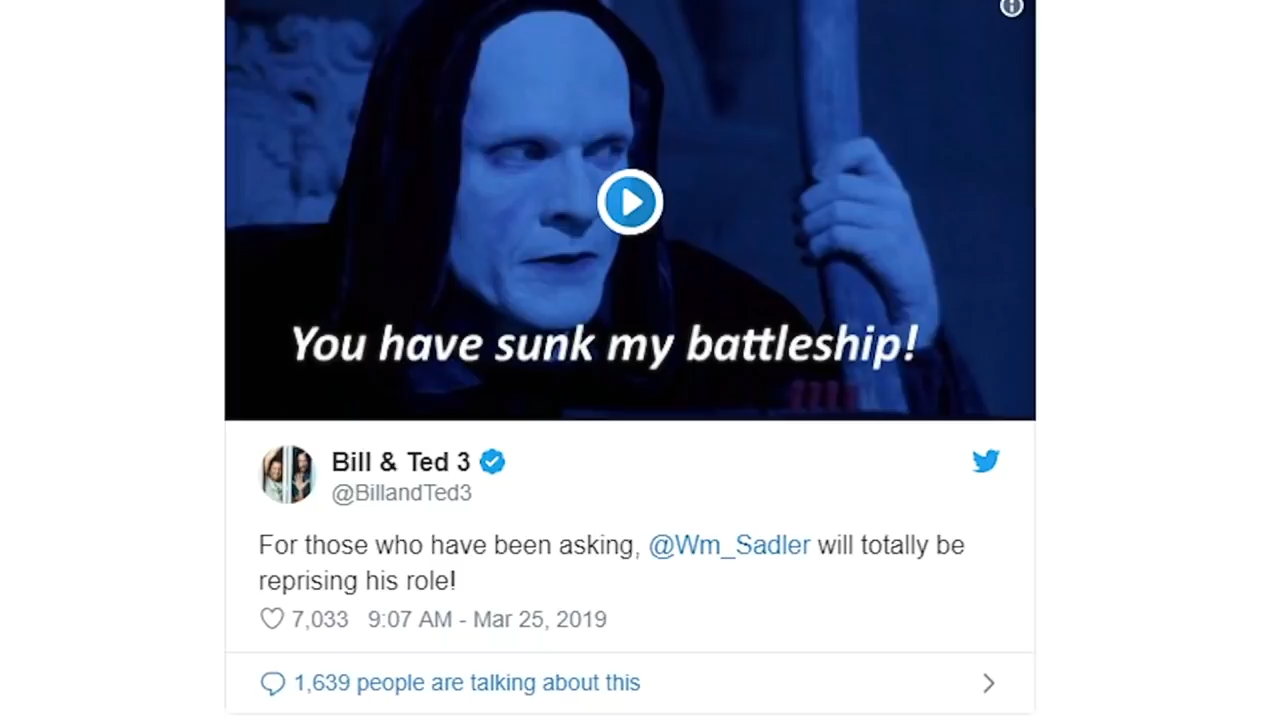 You have sunk my battleship!
Bill & Ted 3
@BillandTed3
For those who have been asking, @Wm_Sadler will totally be
reprising his role!
7,033 9:07 AM - Mar 25, 2019
1,639 people are talking about this